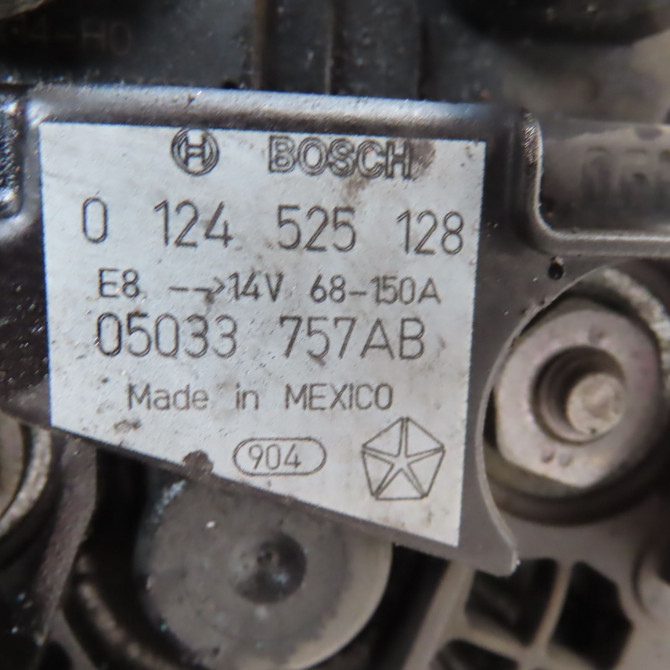 BOSCH
0 124 525 128
E8 -->14V 68-150A
05033 757AB
Made in MEXICO
904